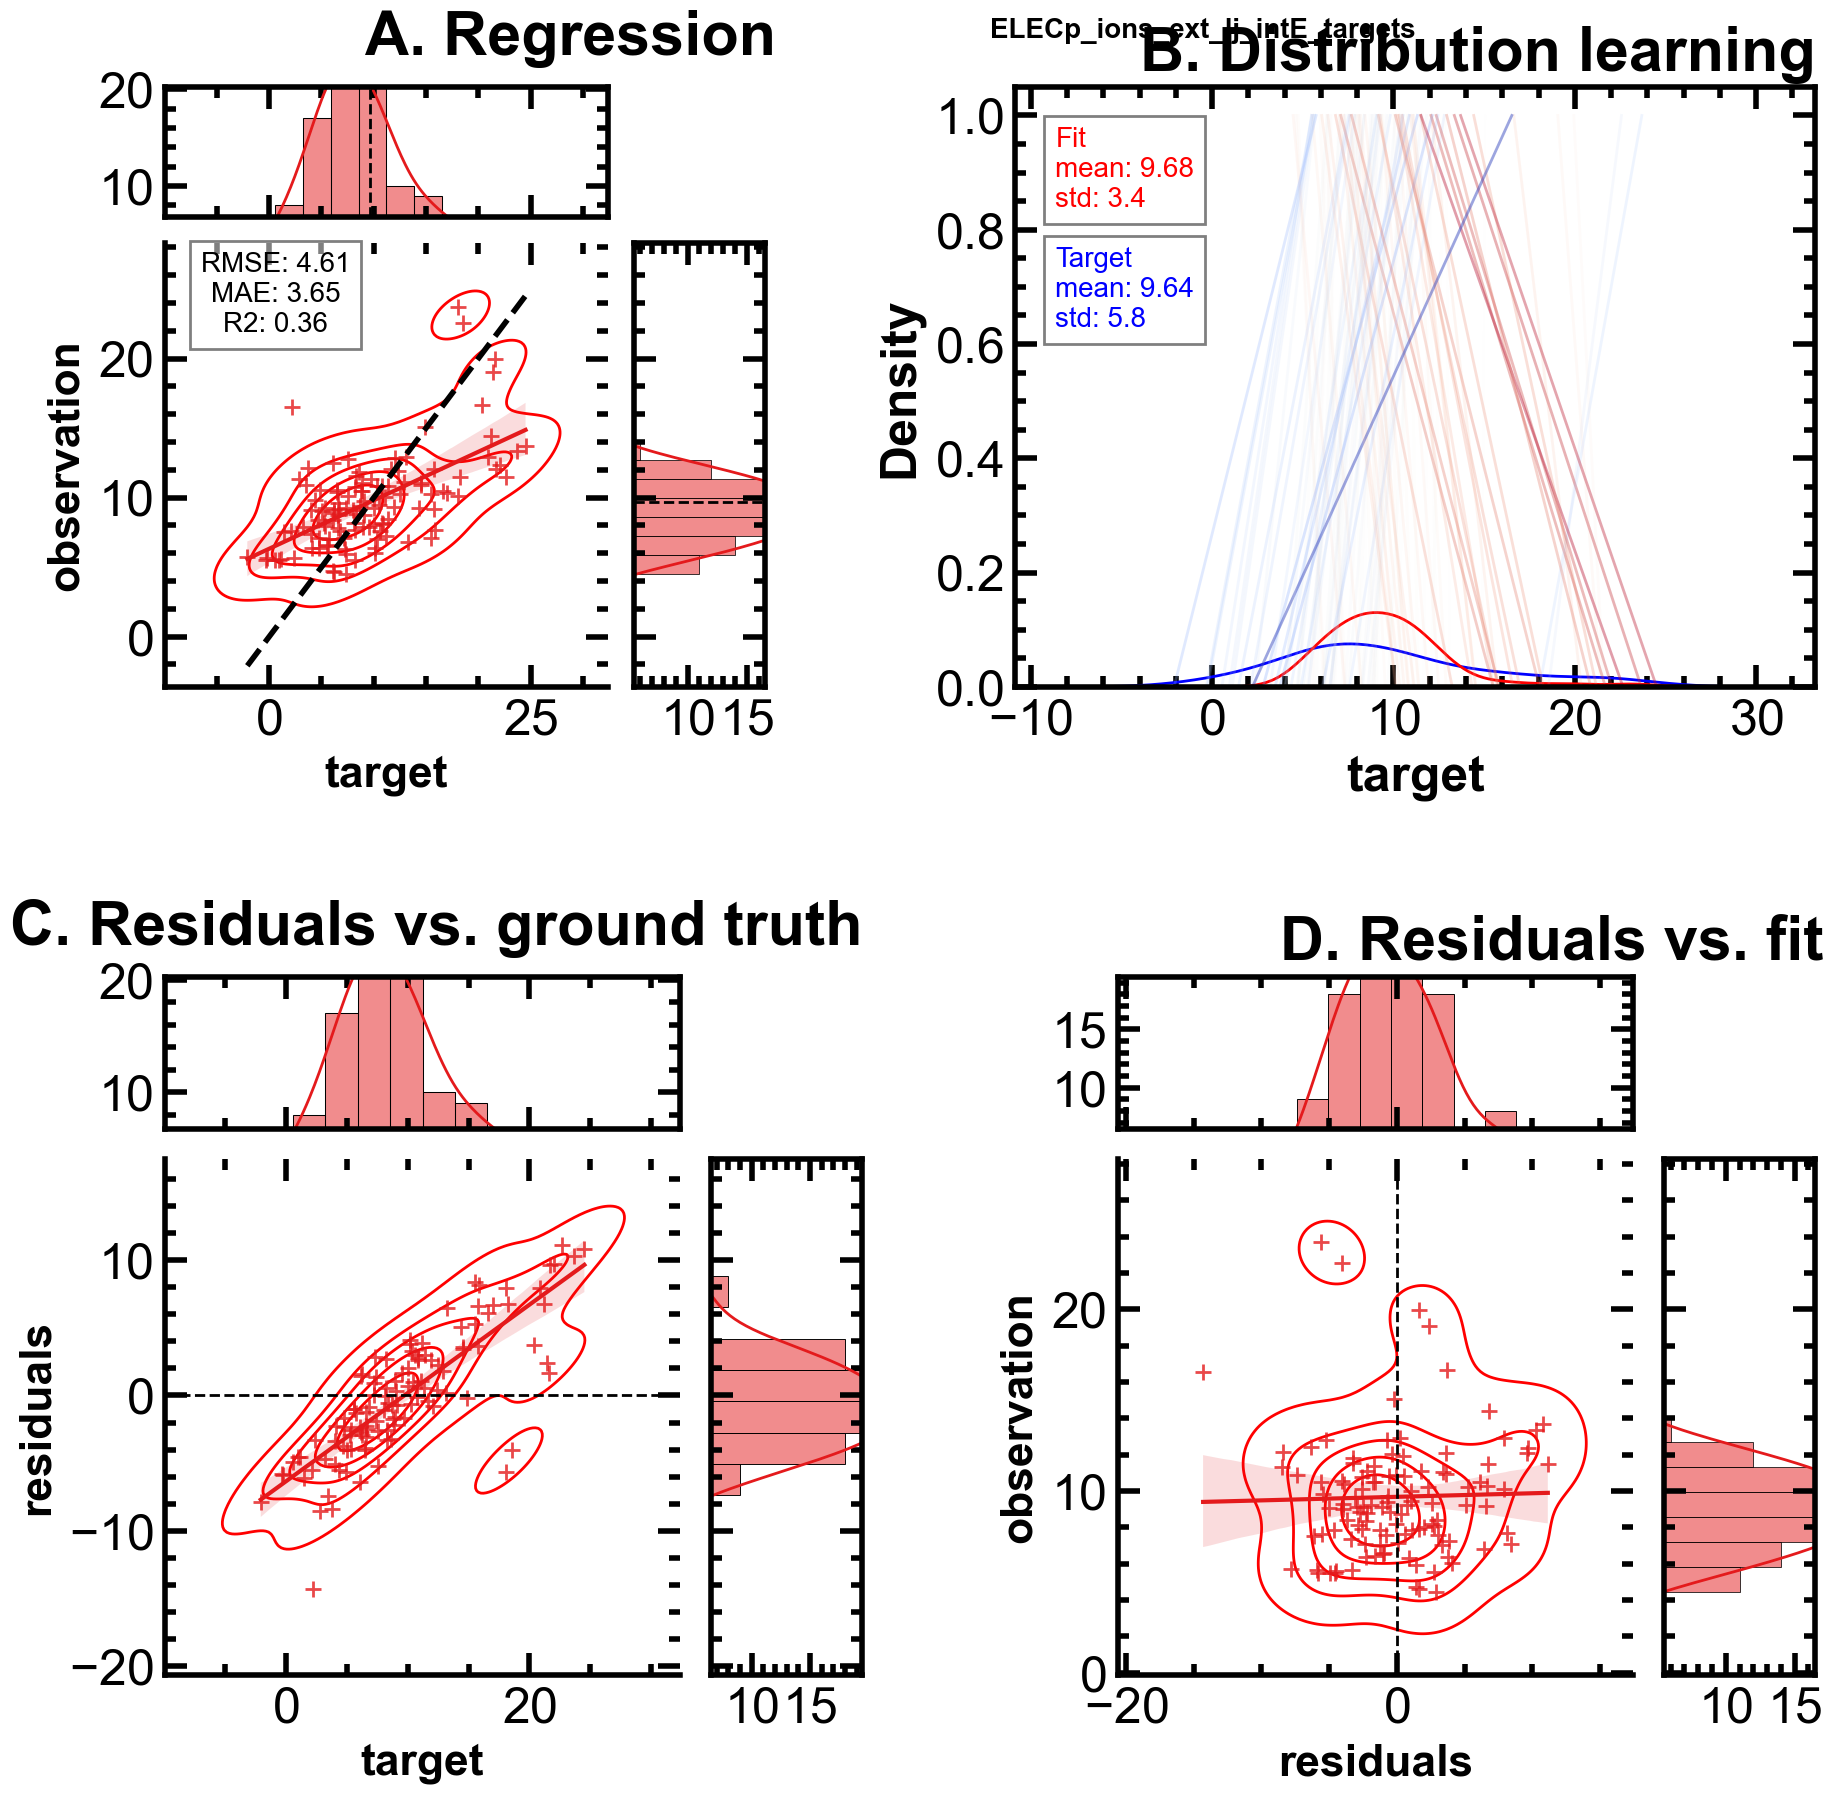 A. Regression
20
10
RMSE: 4.61
MAE: 3.65
R2: 0.36
20
10
0
observation
0
25
target
10
15
ELECp_ions_ext_lj_intE_targets
B. Distribution learning
1.0
0.8
0.6
0.4
0.2
0.0
Density
Fit
mean: 9.68
std: 3.4
Target
mean: 9.64
std: 5.8
−10
0
10
20
30
target
C. Residuals vs. ground truth
20
10
10
0
−10
−20
residuals
0
20
target
10
15
D. Residuals vs. fit
15
10
20
10
0
observation
−20
0
residuals
10
15